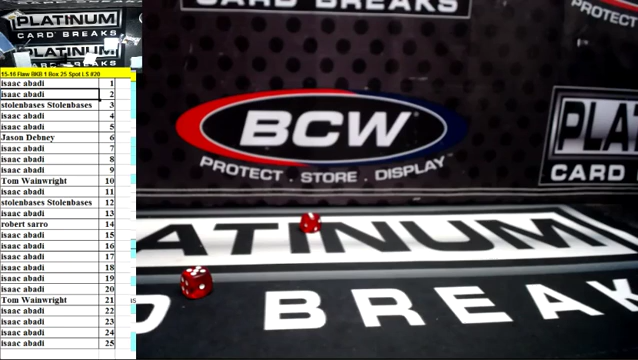 PLATINUM
CARD BREAKS
PLATINUM
CARD BREAKS
15-16 Flaw BKB 1 Box 25 Spot LS #20
isaac abadi 1
isaac abadi 2
stolenbases Stolenbases 3
isaac abadi 4
isaac abadi 5
Jason Debney 6
isaac abadi 7
isaac abadi 8
isaac abadi 9
Tom Wainwright 10
isaac abadi 11
stolenbases Stolenbases 12
isaac abadi 13
robert sarro 14
isaac abadi 15
isaac abadi 16
isaac abadi 17
isaac abadi 18
isaac abadi 19
isaac abadi 20
Tom Wainwright 21
isaac abadi 22
isaac abadi 23
isaac abadi 24
isaac abadi 25
CARD BREAKS
PROTECT
BCW
PROTECT . STORE . DISPLAY
PLA
CARD
ATINUM
D BREAK